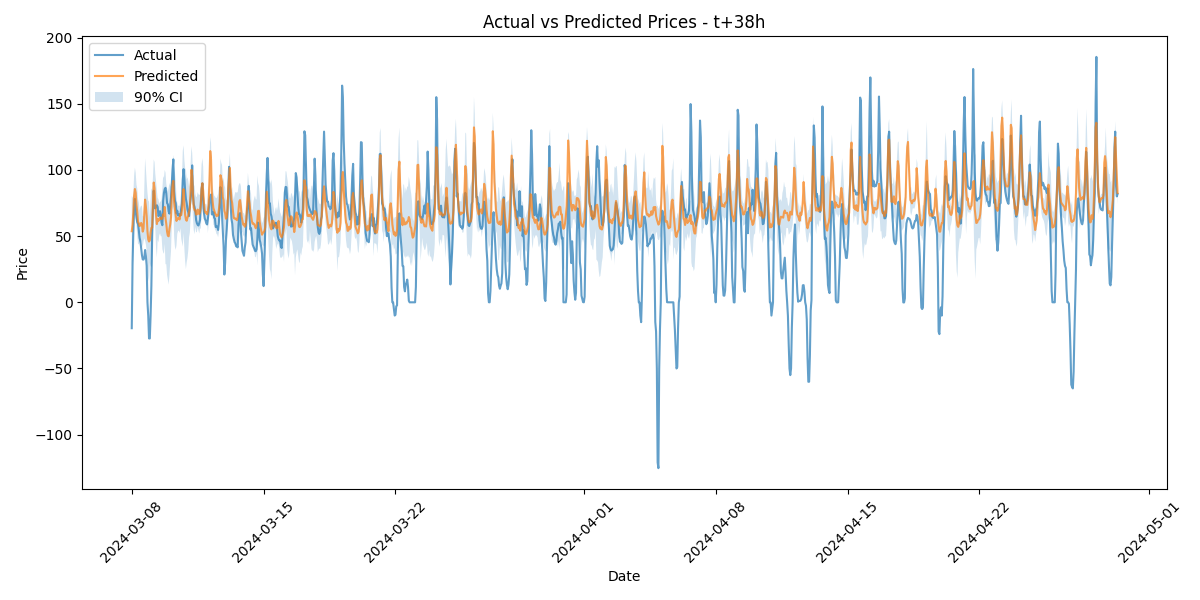 Actual vs Predicted Prices - t+38h
Actual
Predicted
90% CI
Price
200
150
100
50
0
−50
−100
2024-03-08
2024-03-15
2024-03-22
2024-04-01
2024-04-08
2024-04-15
2024-04-22
2024-05-01
Date